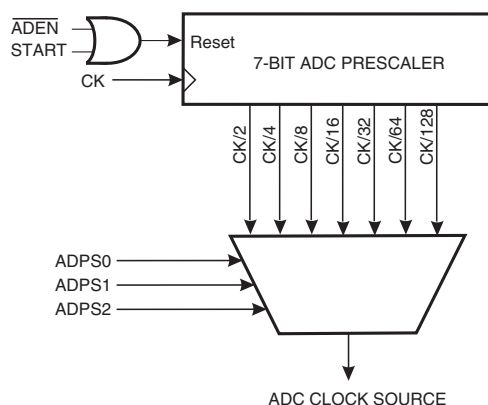 ADEN
START
Reset
7-BIT ADC PRESCALER
CK
CK/2
CK/4
CK/8
CK/16
CK/32
CK/64
CK/128
ADPS0
ADPS1
ADPS2
ADC CLOCK SOURCE